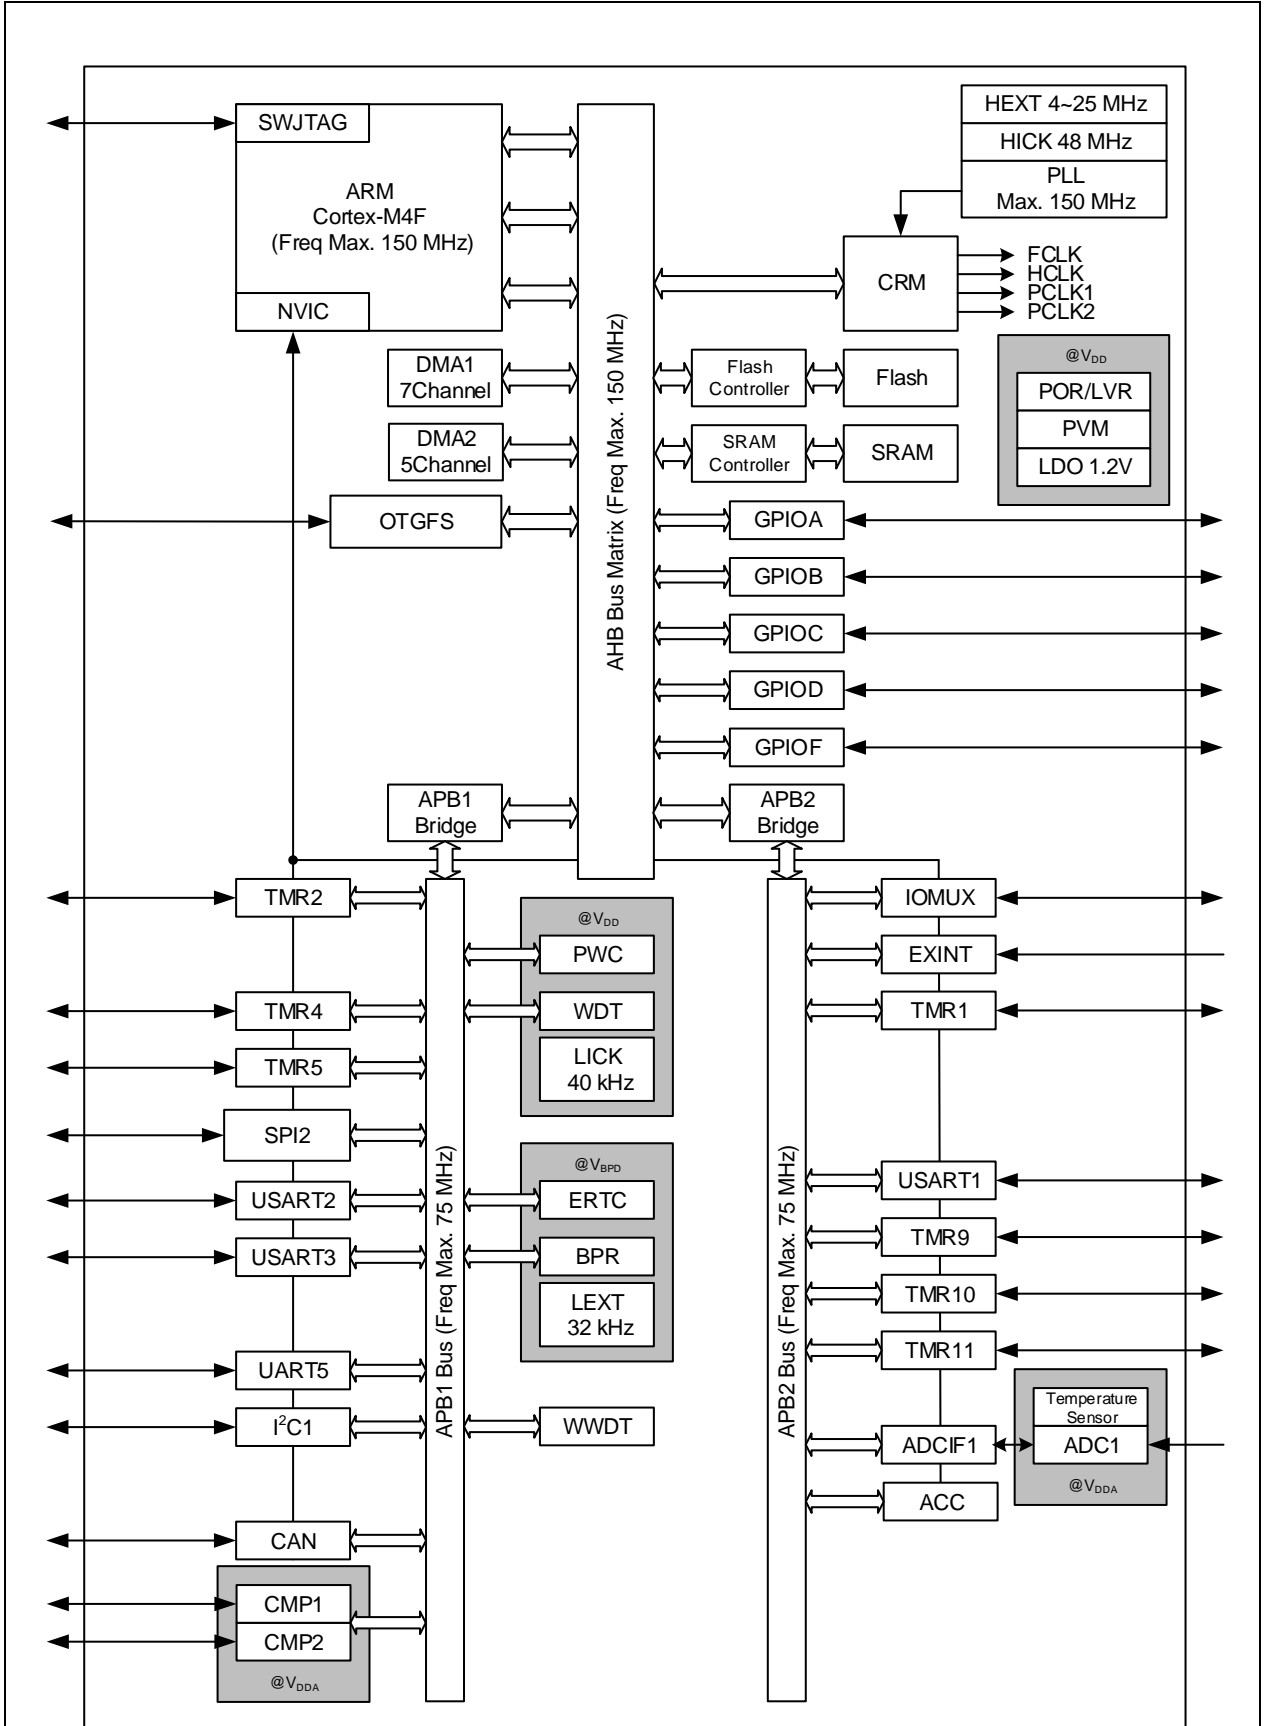 SWJTAG
ARM
Cortex-M4F
(Freq Max. 150 MHz)
NVIC
HEXT 4~25 MHz
HICK 48 MHz
PLL
Max. 150 MHz
CRM
FCLK
HCLK
PCLK1
PCLK2
@VDD
POR/LVR
PVM
LDO 1.2V
DMA1
7Channel
DMA2
5Channel
OTGFS
AHB Bus Matrix (Freq Max. 150 MHz)
Flash
Controller
Flash
SRAM
Controller
SRAM
GPIOA
GPIOB
GPIOC
GPIOD
GPIOF
APB1
Bridge
APB2
Bridge
TMR2
TMR4
TMR5
SPI2
USART2
USART3
UART5
I²C1
CAN
CMP1
CMP2
@VDDA
APB1 Bus (Freq Max. 75 MHz)
@VDD
PWC
WDT
LICK
40 kHz
@VBPD
ERTC
BPR
LEXT
32 kHz
WWDT
APB2 Bus (Freq Max. 75 MHz)
IOMUX
EXINT
TMR1
USART1
TMR9
TMR10
TMR11
ADCIF1
ACC
Temperature
Sensor
ADC1
@VDDA